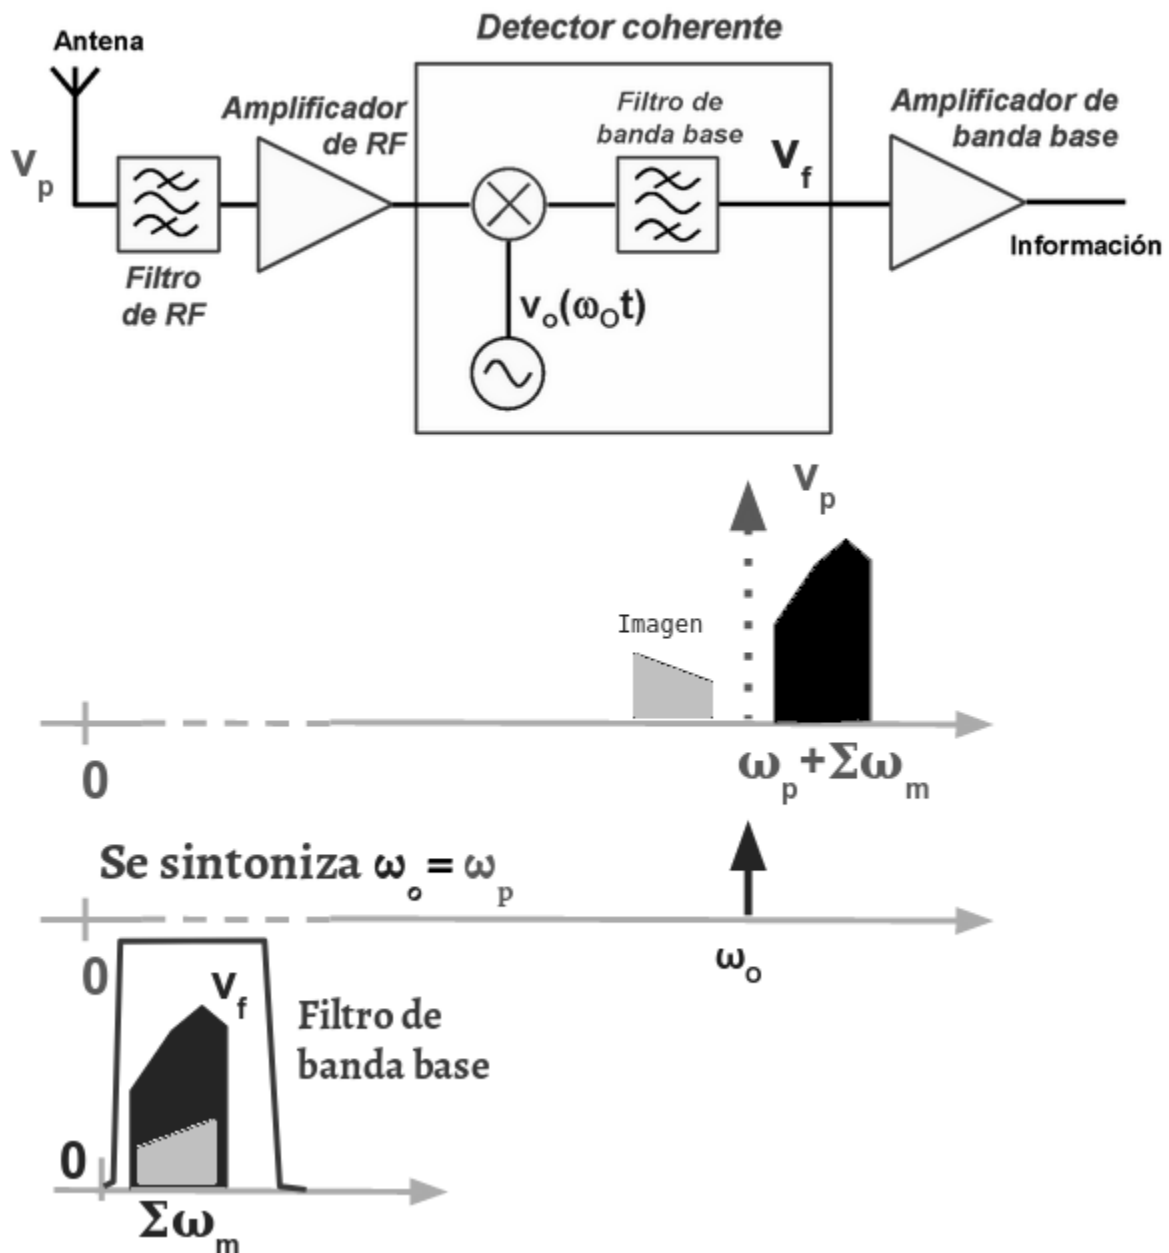 Detector coherente
Antena
Amplificador
de RF
Filtro de
banda base
Amplificador de
banda base
Vp
Vf
Filtro
de RF
Información
vo(ωOt)
Vp
Imagen
0
ωp+Σωm
Se sintoniza ωo = ωp
0
ωo
Vf
Filtro de
banda base
0
Σωm